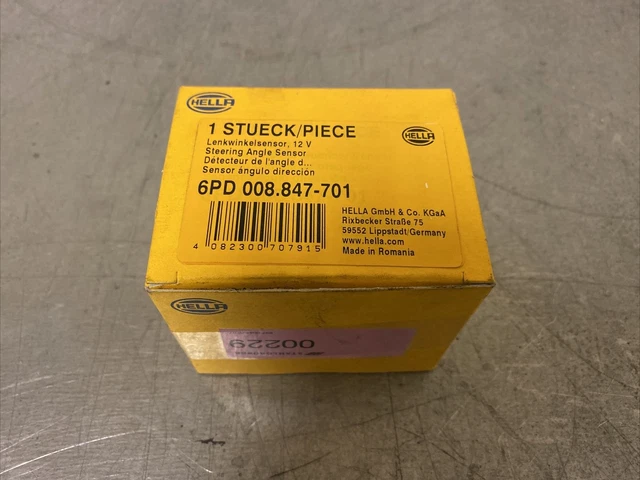 HELLA
1 STUECK/PIECE
HELLA
Lenkwinkelsensor, 12 V
Steering Angle Sensor
Détecteur de l'angle d...
Sensor ángulo dirección
6PD 008.847-701
4 082300 707915
HELLA GmbH & Co. KGaA
Rixbecker Straße 75
59552 Lippstadt/Germany
www.hella.com
Made in Romania
HELLA
00229